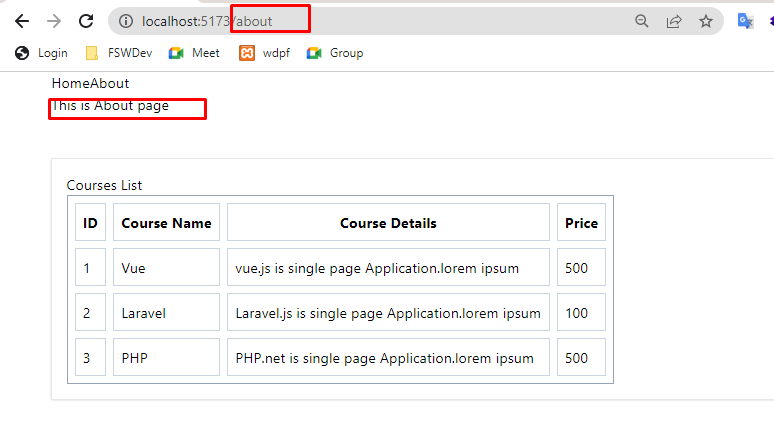 localhost:5173/about
Login FSWDev Meet wdpf Group
HomeAbout
This is About page
Courses List
ID Course Name Course Details Price
1 Vue vue.js is single page Application.lorem ipsum 500
2 Laravel Laravel.js is single page Application.lorem ipsum 100
3 PHP PHP.net is single page Application.lorem ipsum 500